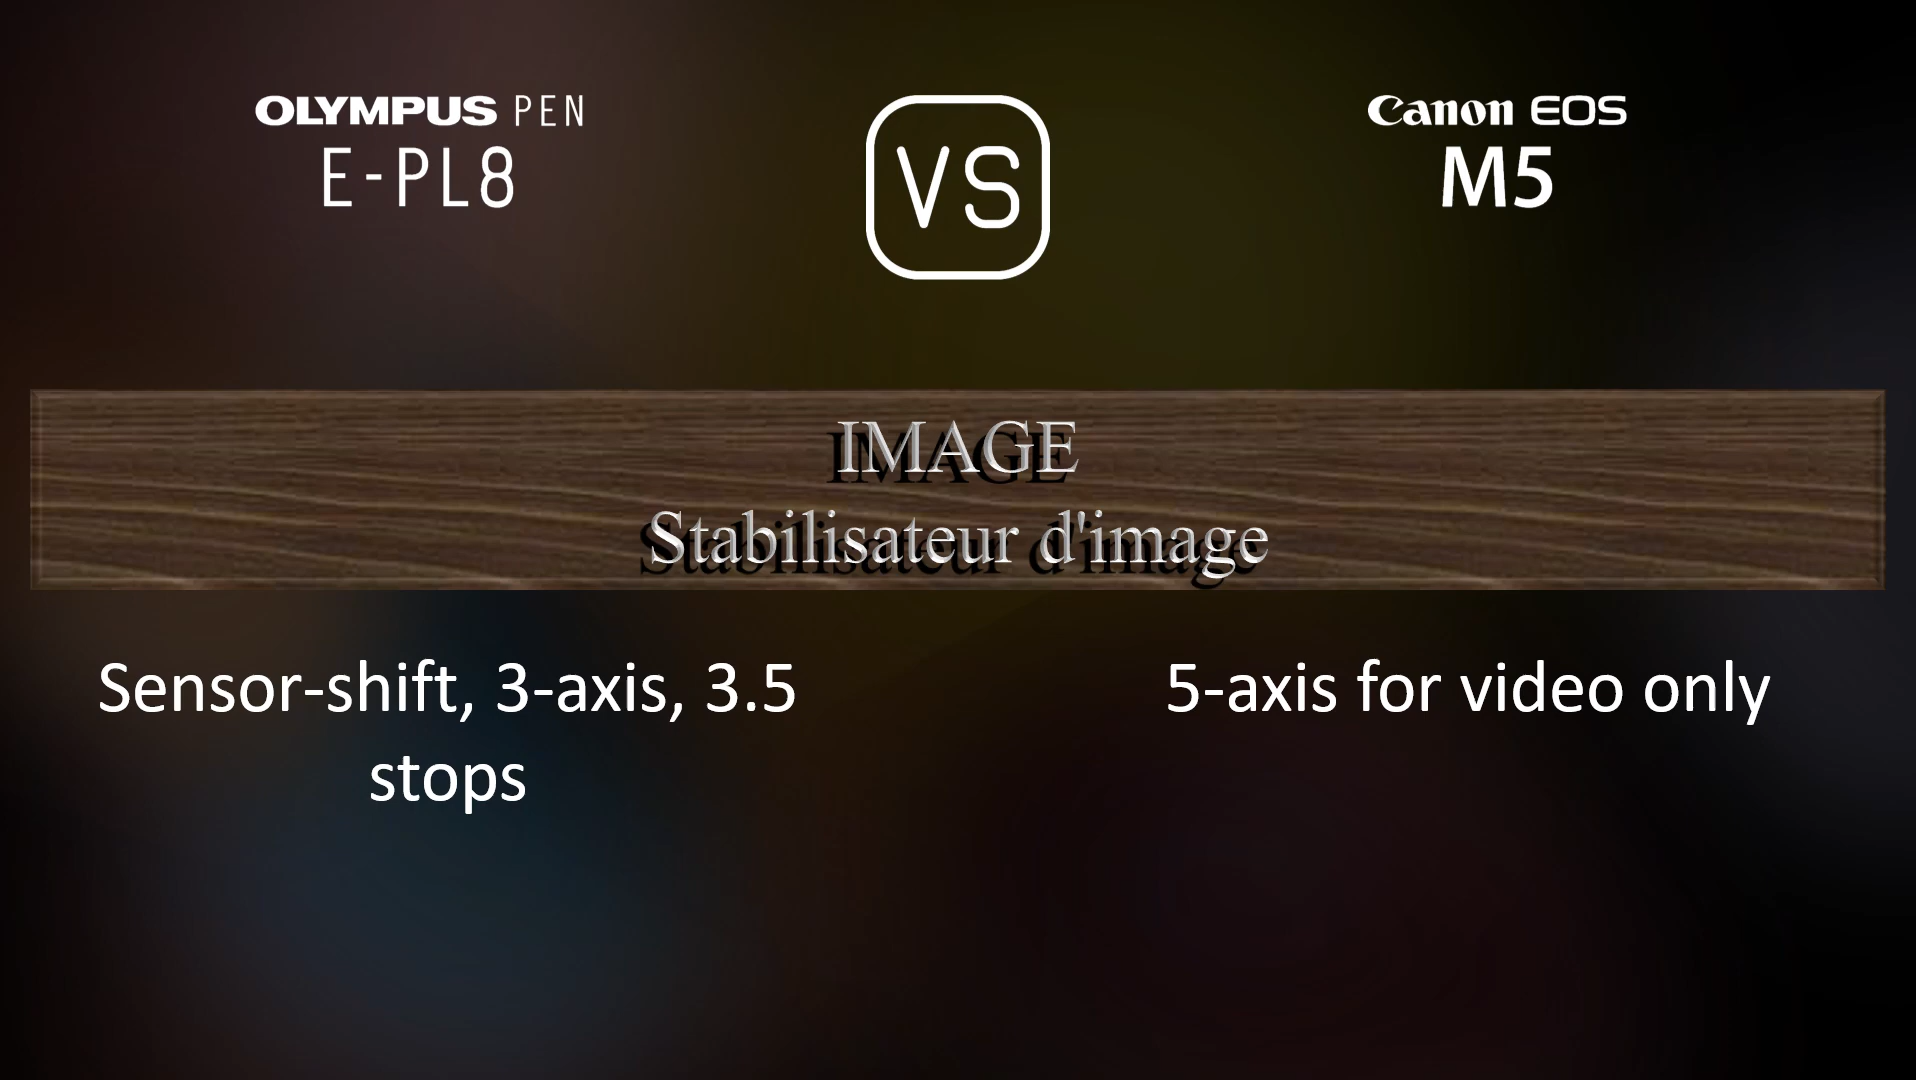 OLYMPUS PEN
E-PL8
VS
Canon EOS
M5
IMAGE
Stabilisateur d'image
Sensor-shift, 3-axis, 3.5
stops
5-axis for video only